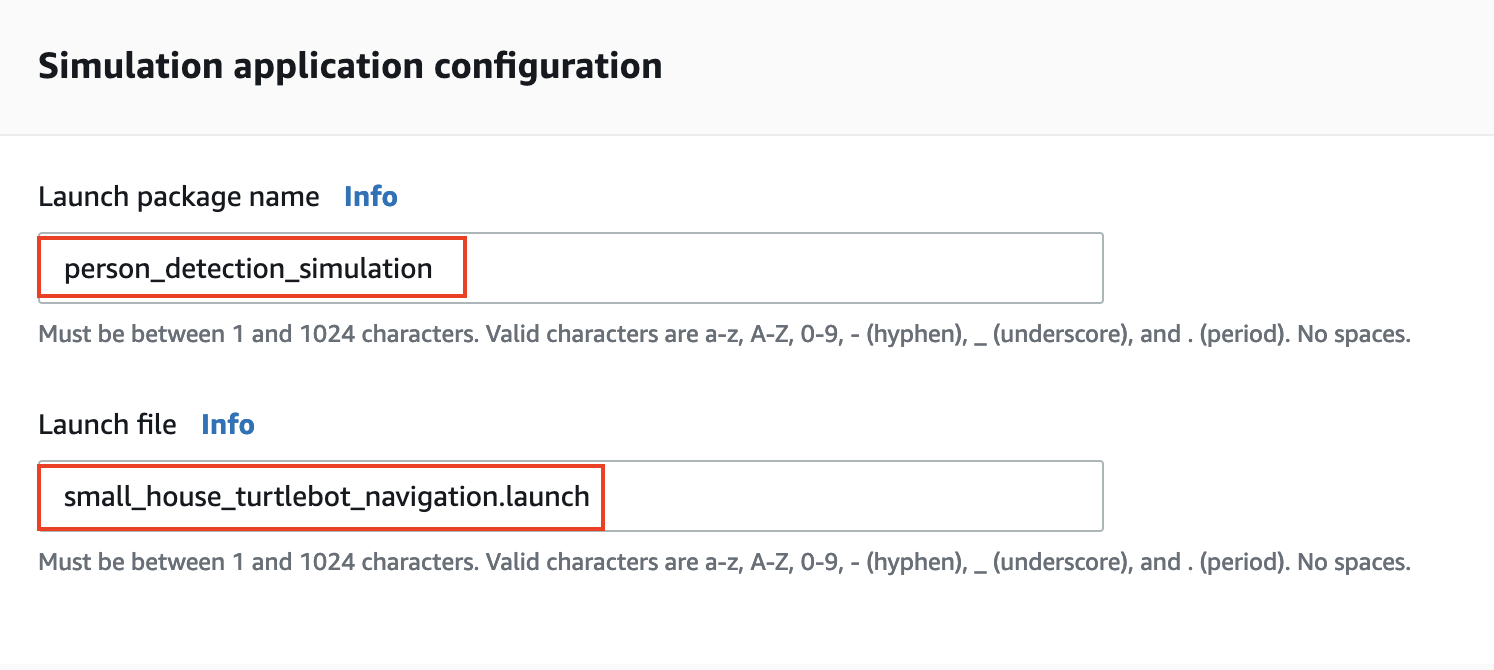 Simulation application configuration
Launch package name Info
person_detection_simulation
Must be between 1 and 1024 characters. Valid characters are a-z, A-Z, 0-9, - (hyphen), _ (underscore), and . (period). No spaces.
Launch file Info
small_house_turtlebot_navigation.launch
Must be between 1 and 1024 characters. Valid characters are a-z, A-Z, 0-9, - (hyphen), _ (underscore), and . (period). No spaces.